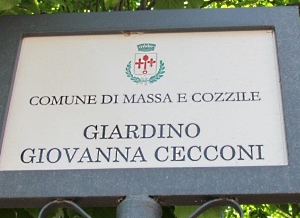 COMUNE DI MASSA E COZZILE
GIARDINO
GIOVANNA CECCONI